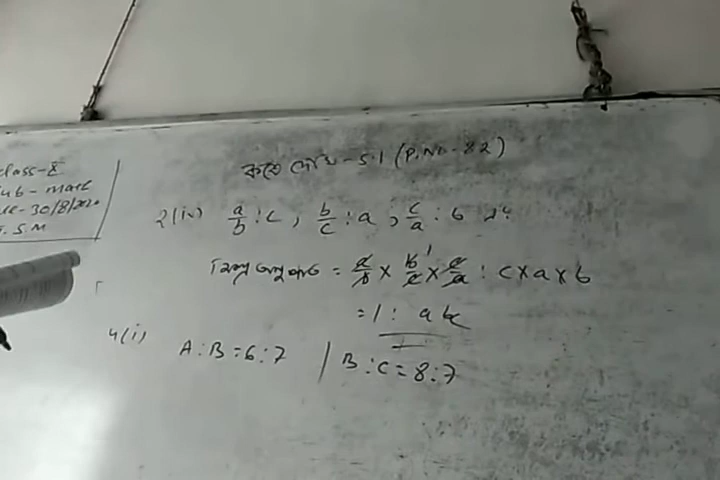 class-X
Sub-math
date-30/8/2020
T.S.M
কষে দেখি-5.1 (P.NO-82)
2(iv) a/b : c, b/c : a, c/a : b এর
মিশ্র অনুপাত = a/b × b/c × c/a : c×a×b
= 1 : abc
4(i) A:B=6:7 / B:C=8:7